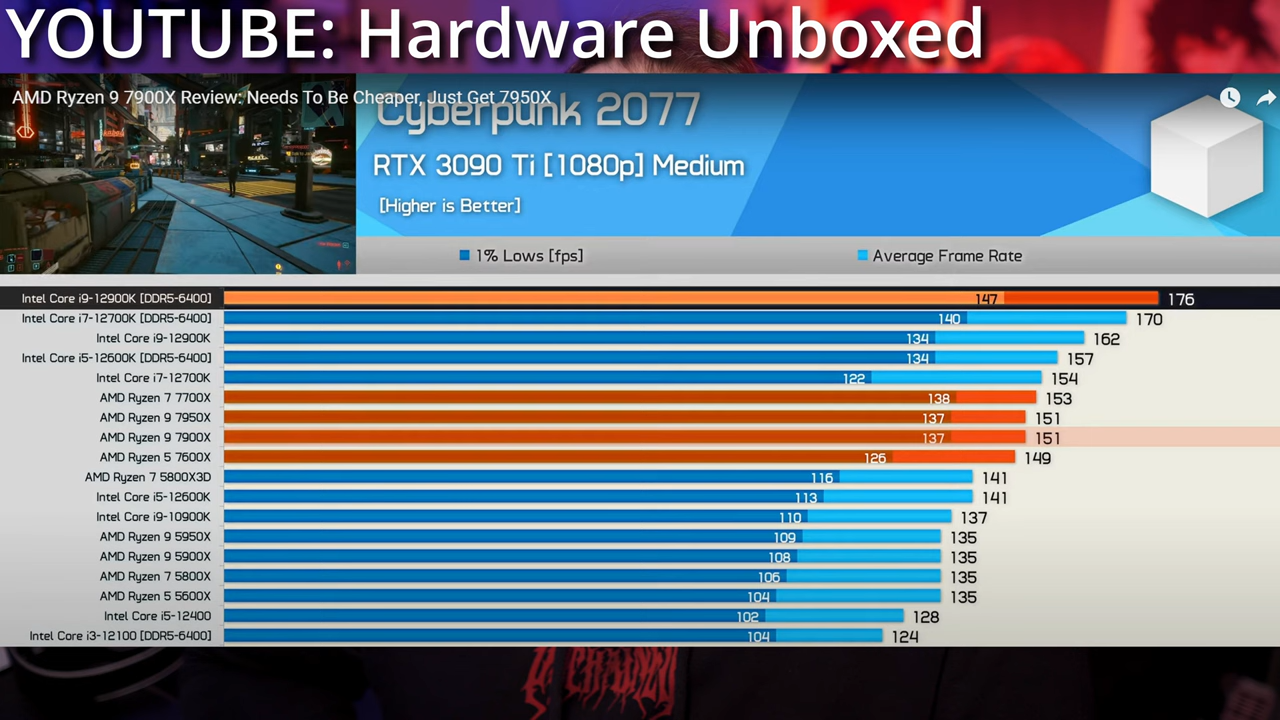 YOUTUBE: Hardware Unboxed
AMD Ryzen 9 7900X Review: Needs To Be Cheaper, Just Get 7950X
Cyberpunk 2077
RTX 3090 Ti [1080p] Medium
[Higher is Better]
1% Lows [fps] Average Frame Rate
Intel Core i9-12900K [DDR5-6400] 147 176
Intel Core i7-12700K [DDR5-6400] 140 170
Intel Core i9-12900K 134 162
Intel Core i5-12600K [DDR5-6400] 134 157
Intel Core i7-12700K 122 154
AMD Ryzen 7 7700X 138 153
AMD Ryzen 9 7950X 137 151
AMD Ryzen 9 7900X 137 151
AMD Ryzen 5 7600X 126 149
AMD Ryzen 7 5800X3D 116 141
Intel Core i5-12600K 113 141
Intel Core i9-10900K 110 137
AMD Ryzen 9 5950X 109 135
AMD Ryzen 9 5900X 108 135
AMD Ryzen 7 5800X 106 135
AMD Ryzen 5 5600X 104 135
Intel Core i5-12400 102 128
Intel Core i3-12100 [DDR5-6400] 104 124